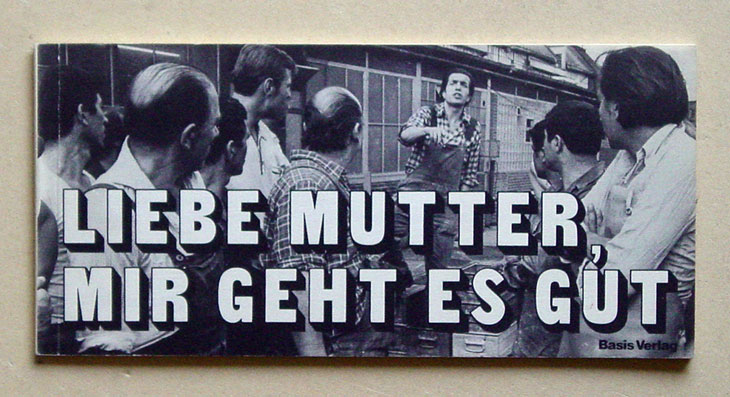 LIEBE MUTTER,
MIR GEHT ES GUT
Basis Verlag